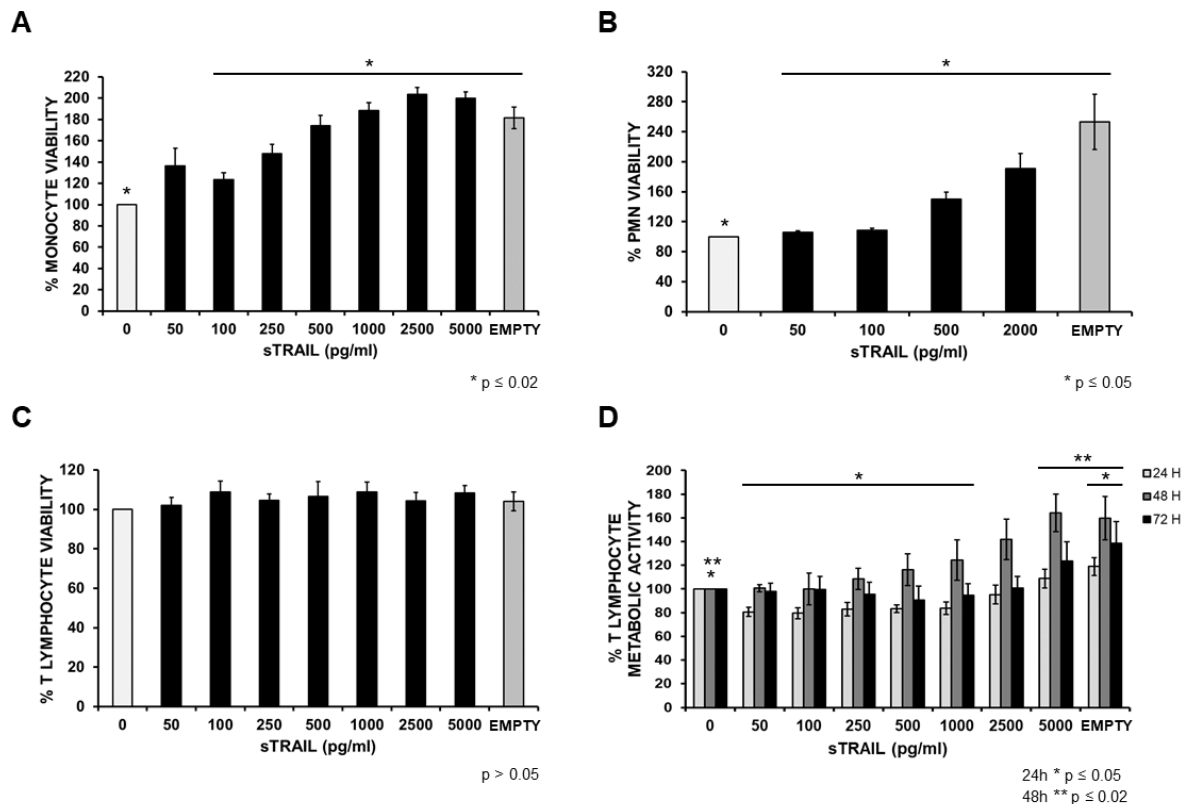 A
% MONOCYTE VIABILITY
220
200
180
160
140
120
100
80
60
40
20
0
*
*
0 50 100 250 500 1000 2500 5000 EMPTY
sTRAIL (pg/ml)
* p ≤ 0.02
B
% PMN VIABILITY
320
280
240
200
160
120
80
40
0
*
*
0 50 100 500 2000 EMPTY
sTRAIL (pg/ml)
* p ≤ 0.05
C
% T LYMPHOCYTE VIABILITY
120
100
80
60
40
20
0
0 50 100 250 500 1000 2500 5000 EMPTY
sTRAIL (pg/ml)
p > 0.05
D
% T LYMPHOCYTE
METABOLIC ACTIVITY
200
180
160
140
120
100
80
60
40
20
0
**
*
*
**
*
24 H
48 H
72 H
0 50 100 250 500 1000 2500 5000 EMPTY
sTRAIL (pg/ml)
24h * p ≤ 0.05
48h ** p ≤ 0.02